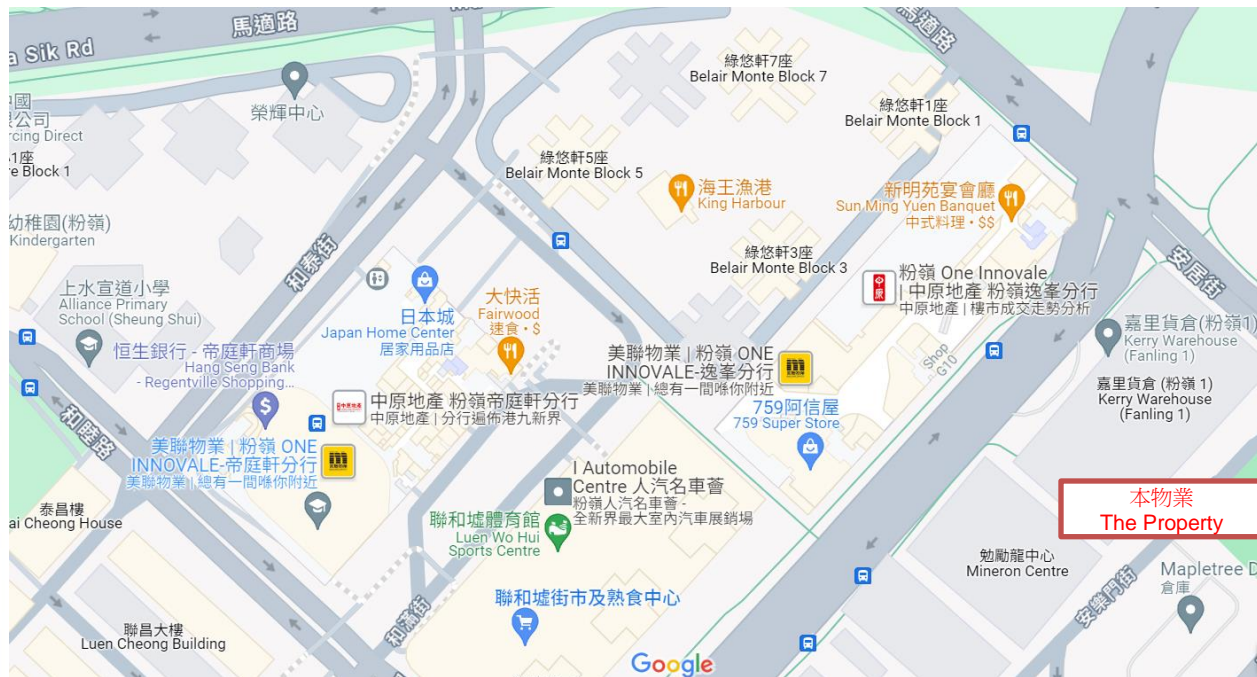 馬適路
a Sik Rd
馬適路
榮輝中心
中國
限公司
rcing Direct
1座
e Block 1
綠悠軒7座
Belair Monte Block 7
綠悠軒1座
Belair Monte Block 1
綠悠軒5座
Belair Monte Block 5
海王漁港
King Harbour
新明苑宴會廳
Sun Ming Yuen Banquet
中式料理・$$
幼稚園(粉嶺)
Kindergarten
和泰街
綠悠軒3座
Belair Monte Block 3
安居街
粉嶺 One Innovale
| 中原地產 粉嶺逸峯分行
中原地產 | 樓市成交走勢分析
上水宣道小學
Alliance Primary
School (Sheung Shui)
日本城
Japan Home Center
居家用品店
大快活
Fairwood
速食・$
嘉里貨倉(粉嶺1)
Kerry Warehouse
(Fanling 1)
Shop
G10
恒生銀行 - 帝庭軒商場
Hang Seng Bank
- Regentville Shopping...
美聯物業 | 粉嶺 ONE
INNOVALE-逸峯分行
美聯物業 | 總有一間喺你附近
嘉里貨倉 (粉嶺 1)
Kerry Warehouse
(Fanling 1)
中原地產 粉嶺帝庭軒分行
中原地產 | 分行遍佈港九新界
759阿信屋
759 Super Store
和睦路
美聯物業 | 粉嶺 ONE
INNOVALE-帝庭軒分行
美聯物業 | 總有一間喺你附近
I Automobile
Centre 人汽名車薈
粉嶺人汽名車薈 -
全新界最大室內汽車展銷場
本物業
The Property
泰昌樓
ai Cheong House
聯和墟體育館
Luen Wo Hui
Sports Centre
勉勵龍中心
Mineron Centre
Mapletree D
倉庫
安樂門街
聯和墟街市及熟食中心
和滿街
聯昌大樓
Luen Cheong Building
Google